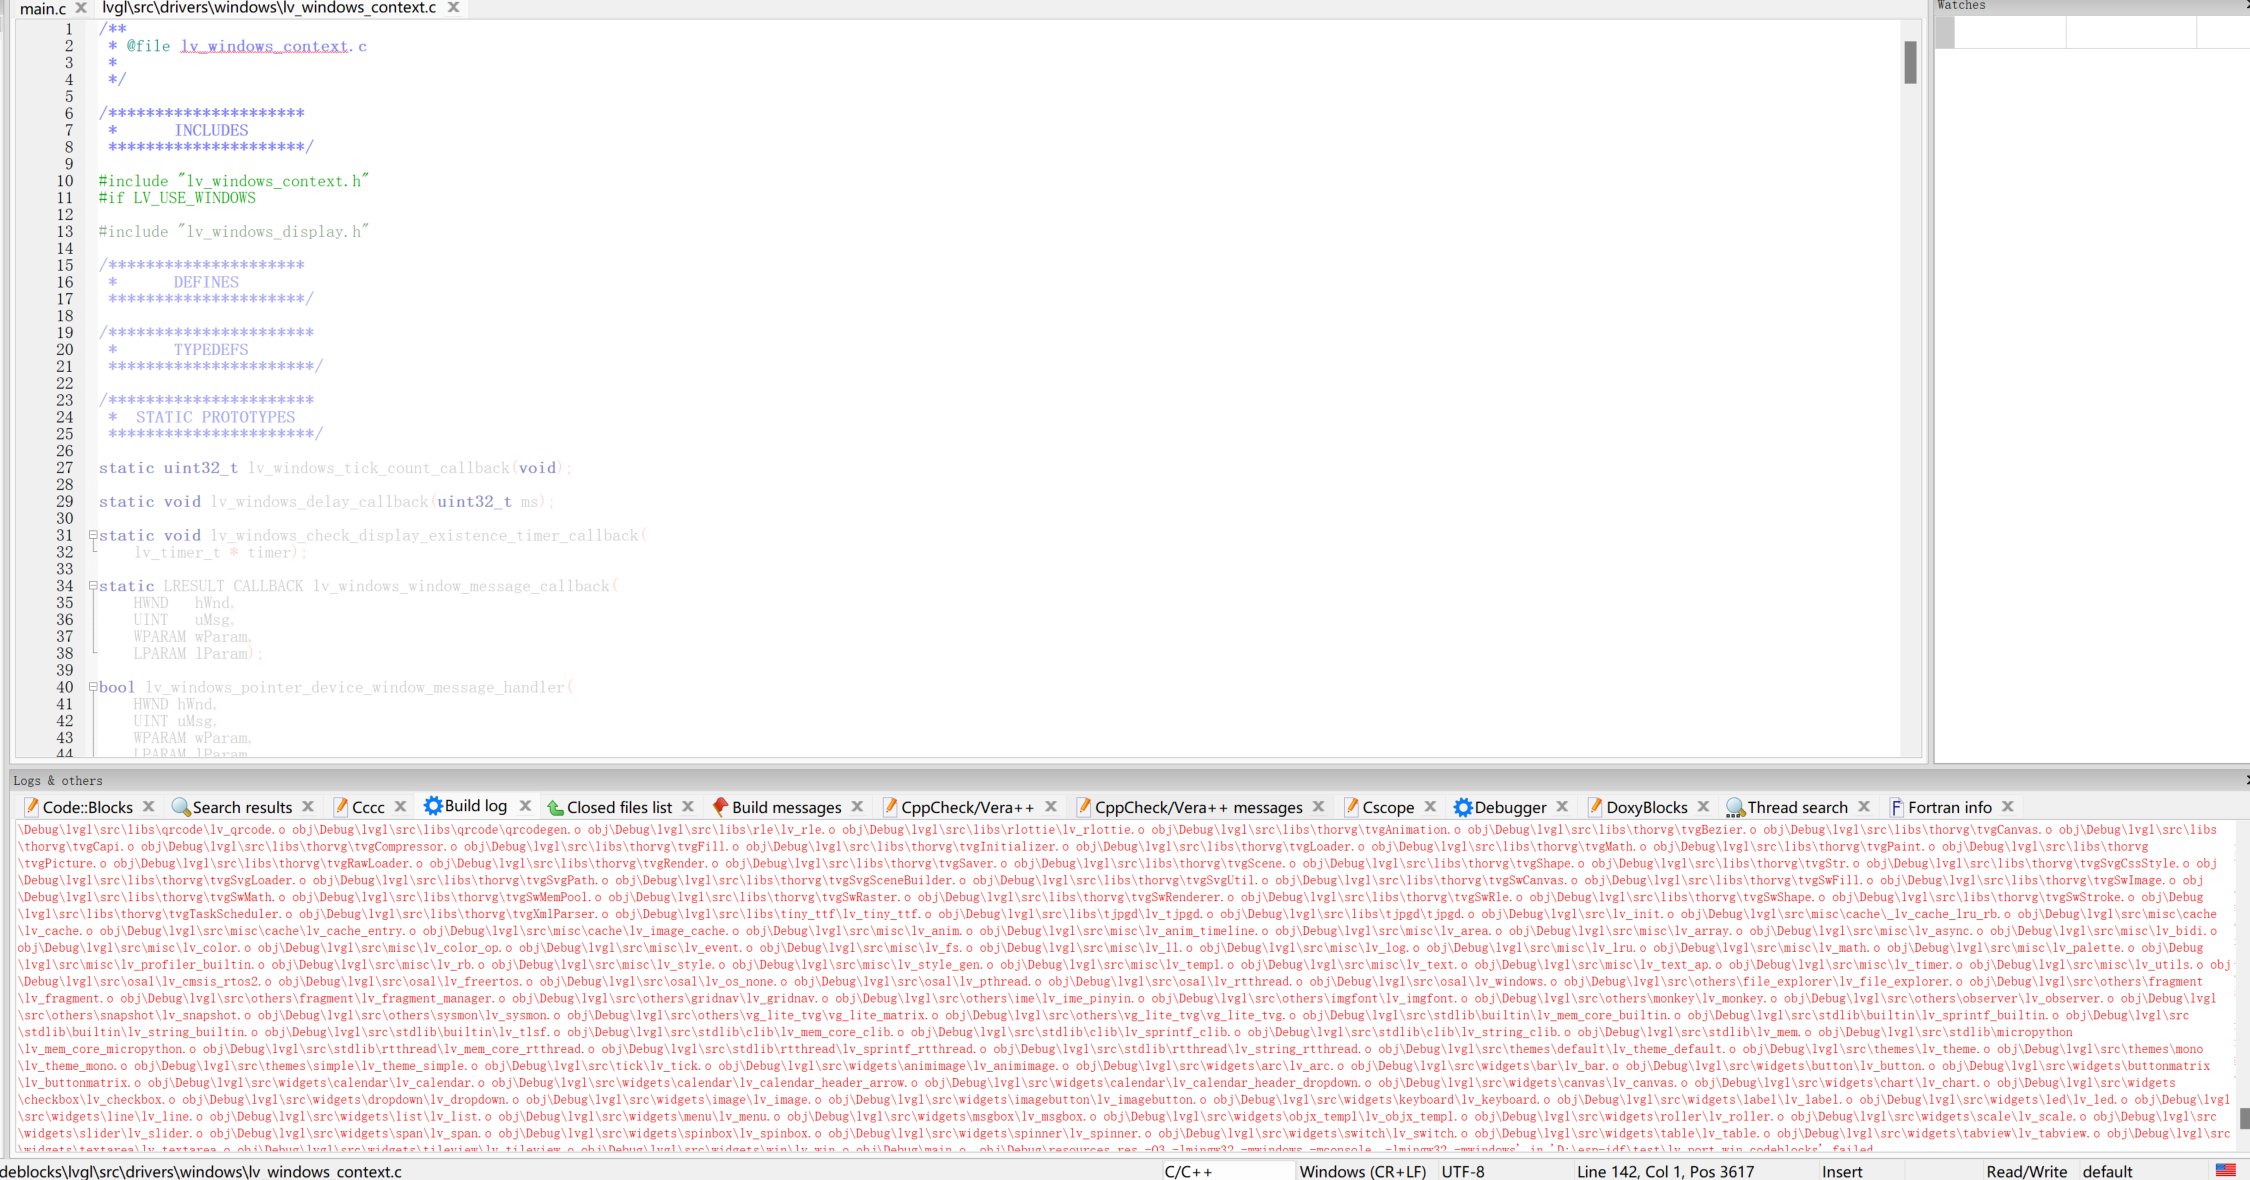 main.c
lvgl\src\drivers\windows\lv_windows_context.c
Watches
1 /**
2 * @file lv_windows_context.c
3 *
4 */
5
6 /*********************
7 * INCLUDES
8 *********************/
9
10 #include "lv_windows_context.h"
11 #if LV_USE_WINDOWS
12
13 #include "lv_windows_display.h"
14
15 /*********************
16 * DEFINES
17 *********************/
18
19 /**********************
20 * TYPEDEFS
21 **********************/
22
23 /**********************
24 * STATIC PROTOTYPES
25 **********************/
26
27 static uint32_t lv_windows_tick_count_callback(void);
28
29 static void lv_windows_delay_callback(uint32_t ms);
30
31 static void lv_windows_check_display_existence_timer_callback(
32 lv_timer_t * timer);
33
34 static LRESULT CALLBACK lv_windows_window_message_callback(
35 HWND hWnd,
36 UINT uMsg,
37 WPARAM wParam,
38 LPARAM lParam);
39
40 bool lv_windows_pointer_device_window_message_handler(
41 HWND hWnd,
42 UINT uMsg,
43 WPARAM wParam,
44 LPARAM lParam
Logs & others
Code::Blocks Search results Cccc Build log Closed files list Build messages CppCheck/Vera++ CppCheck/Vera++ messages Cscope Debugger DoxyBlocks Thread search Fortran info
\Debug\lvgl\src\libs\qrcode\lv_qrcode.o obj\Debug\lvgl\src\libs\qrcode\qrcodegen.o obj\Debug\lvgl\src\libs\rle\lv_rle.o obj\Debug\lvgl\src\libs\rlottie\lv_rlottie.o obj\Debug\lvgl\src\libs\thorvg\tvgAnimation.o obj\Debug\lvgl\src\libs\thorvg\tvgBezier.o obj\Debug\lvgl\src\libs\thorvg\tvgCanvas.o obj\Debug\lvgl\src\libs
\thorvg\tvgCapi.o obj\Debug\lvgl\src\libs\thorvg\tvgCompressor.o obj\Debug\lvgl\src\libs\thorvg\tvgFill.o obj\Debug\lvgl\src\libs\thorvg\tvgInitializer.o obj\Debug\lvgl\src\libs\thorvg\tvgLoader.o obj\Debug\lvgl\src\libs\thorvg\tvgMath.o obj\Debug\lvgl\src\libs\thorvg\tvgPaint.o obj\Debug\lvgl\src\libs\thorvg
\tvgPicture.o obj\Debug\lvgl\src\libs\thorvg\tvgRawLoader.o obj\Debug\lvgl\src\libs\thorvg\tvgRender.o obj\Debug\lvgl\src\libs\thorvg\tvgSaver.o obj\Debug\lvgl\src\libs\thorvg\tvgScene.o obj\Debug\lvgl\src\libs\thorvg\tvgShape.o obj\Debug\lvgl\src\libs\thorvg\tvgStr.o obj\Debug\lvgl\src\libs\thorvg\tvgSvgCssStyle.o obj
\Debug\lvgl\src\libs\thorvg\tvgSvgLoader.o obj\Debug\lvgl\src\libs\thorvg\tvgSvgPath.o obj\Debug\lvgl\src\libs\thorvg\tvgSvgSceneBuilder.o obj\Debug\lvgl\src\libs\thorvg\tvgSvgUtil.o obj\Debug\lvgl\src\libs\thorvg\tvgSwCanvas.o obj\Debug\lvgl\src\libs\thorvg\tvgSwFill.o obj\Debug\lvgl\src\libs\thorvg\tvgSwImage.o obj
\Debug\lvgl\src\libs\thorvg\tvgSwMath.o obj\Debug\lvgl\src\libs\thorvg\tvgSwMemPool.o obj\Debug\lvgl\src\libs\thorvg\tvgSwRaster.o obj\Debug\lvgl\src\libs\thorvg\tvgSwRenderer.o obj\Debug\lvgl\src\libs\thorvg\tvgSwRle.o obj\Debug\lvgl\src\libs\thorvg\tvgSwShape.o obj\Debug\lvgl\src\libs\thorvg\tvgSwStroke.o obj\Debug
\lvgl\src\libs\thorvg\tvgTaskScheduler.o obj\Debug\lvgl\src\libs\thorvg\tvgXmlParser.o obj\Debug\lvgl\src\libs\tiny_ttf\lv_tiny_ttf.o obj\Debug\lvgl\src\libs\tjpgd\lv_tjpgd.o obj\Debug\lvgl\src\libs\tjpgd\tjpgd.o obj\Debug\lvgl\src\lv_init.o obj\Debug\lvgl\src\misc\cache\_lv_cache_lru_rb.o obj\Debug\lvgl\src\misc\cache
\lv_cache.o obj\Debug\lvgl\src\misc\cache\lv_cache_entry.o obj\Debug\lvgl\src\misc\cache\lv_image_cache.o obj\Debug\lvgl\src\misc\lv_anim.o obj\Debug\lvgl\src\misc\lv_anim_timeline.o obj\Debug\lvgl\src\misc\lv_area.o obj\Debug\lvgl\src\misc\lv_array.o obj\Debug\lvgl\src\misc\lv_async.o obj\Debug\lvgl\src\misc\lv_bidi.o
obj\Debug\lvgl\src\misc\lv_color.o obj\Debug\lvgl\src\misc\lv_color_op.o obj\Debug\lvgl\src\misc\lv_event.o obj\Debug\lvgl\src\misc\lv_fs.o obj\Debug\lvgl\src\misc\lv_ll.o obj\Debug\lvgl\src\misc\lv_log.o obj\Debug\lvgl\src\misc\lv_lru.o obj\Debug\lvgl\src\misc\lv_math.o obj\Debug\lvgl\src\misc\lv_palette.o obj\Debug
\lvgl\src\misc\lv_profiler_builtin.o obj\Debug\lvgl\src\misc\lv_rb.o obj\Debug\lvgl\src\misc\lv_style.o obj\Debug\lvgl\src\misc\lv_style_gen.o obj\Debug\lvgl\src\misc\lv_templ.o obj\Debug\lvgl\src\misc\lv_text.o obj\Debug\lvgl\src\misc\lv_text_ap.o obj\Debug\lvgl\src\misc\lv_timer.o obj\Debug\lvgl\src\misc\lv_utils.o obj
\Debug\lvgl\src\osal\lv_cmsis_rtos2.o obj\Debug\lvgl\src\osal\lv_freertos.o obj\Debug\lvgl\src\osal\lv_os_none.o obj\Debug\lvgl\src\osal\lv_pthread.o obj\Debug\lvgl\src\osal\lv_rtthread.o obj\Debug\lvgl\src\osal\lv_windows.o obj\Debug\lvgl\src\others\file_explorer\lv_file_explorer.o obj\Debug\lvgl\src\others\fragment
\lv_fragment.o obj\Debug\lvgl\src\others\fragment\lv_fragment_manager.o obj\Debug\lvgl\src\others\gridnav\lv_gridnav.o obj\Debug\lvgl\src\others\ime\lv_ime_pinyin.o obj\Debug\lvgl\src\others\imgfont\lv_imgfont.o obj\Debug\lvgl\src\others\monkey\lv_monkey.o obj\Debug\lvgl\src\others\observer\lv_observer.o obj\Debug\lvgl
\src\others\snapshot\lv_snapshot.o obj\Debug\lvgl\src\others\sysmon\lv_sysmon.o obj\Debug\lvgl\src\others\vg_lite_tvg\vg_lite_matrix.o obj\Debug\lvgl\src\others\vg_lite_tvg\vg_lite_tvg.o obj\Debug\lvgl\src\stdlib\builtin\lv_mem_core_builtin.o obj\Debug\lvgl\src\stdlib\builtin\lv_sprintf_builtin.o obj\Debug\lvgl\src
\stdlib\builtin\lv_string_builtin.o obj\Debug\lvgl\src\stdlib\builtin\lv_tlsf.o obj\Debug\lvgl\src\stdlib\clib\lv_mem_core_clib.o obj\Debug\lvgl\src\stdlib\clib\lv_sprintf_clib.o obj\Debug\lvgl\src\stdlib\clib\lv_string_clib.o obj\Debug\lvgl\src\stdlib\lv_mem.o obj\Debug\lvgl\src\stdlib\micropython
\lv_mem_core_micropython.o obj\Debug\lvgl\src\stdlib\rtthread\lv_mem_core_rtthread.o obj\Debug\lvgl\src\stdlib\rtthread\lv_sprintf_rtthread.o obj\Debug\lvgl\src\stdlib\rtthread\lv_string_rtthread.o obj\Debug\lvgl\src\themes\default\lv_theme_default.o obj\Debug\lvgl\src\themes\lv_theme.o obj\Debug\lvgl\src\themes\mono
\lv_theme_mono.o obj\Debug\lvgl\src\themes\simple\lv_theme_simple.o obj\Debug\lvgl\src\tick\lv_tick.o obj\Debug\lvgl\src\widgets\animimage\lv_animimage.o obj\Debug\lvgl\src\widgets\arc\lv_arc.o obj\Debug\lvgl\src\widgets\bar\lv_bar.o obj\Debug\lvgl\src\widgets\button\lv_button.o obj\Debug\lvgl\src\widgets\buttonmatrix
\lv_buttonmatrix.o obj\Debug\lvgl\src\widgets\calendar\lv_calendar.o obj\Debug\lvgl\src\widgets\calendar\lv_calendar_header_arrow.o obj\Debug\lvgl\src\widgets\calendar\lv_calendar_header_dropdown.o obj\Debug\lvgl\src\widgets\canvas\lv_canvas.o obj\Debug\lvgl\src\widgets\chart\lv_chart.o obj\Debug\lvgl\src\widgets
\checkbox\lv_checkbox.o obj\Debug\lvgl\src\widgets\dropdown\lv_dropdown.o obj\Debug\lvgl\src\widgets\image\lv_image.o obj\Debug\lvgl\src\widgets\imagebutton\lv_imagebutton.o obj\Debug\lvgl\src\widgets\keyboard\lv_keyboard.o obj\Debug\lvgl\src\widgets\label\lv_label.o obj\Debug\lvgl\src\widgets\led\lv_led.o obj\Debug\lvgl
\src\widgets\line\lv_line.o obj\Debug\lvgl\src\widgets\list\lv_list.o obj\Debug\lvgl\src\widgets\menu\lv_menu.o obj\Debug\lvgl\src\widgets\msgbox\lv_msgbox.o obj\Debug\lvgl\src\widgets\objx_templ\lv_objx_templ.o obj\Debug\lvgl\src\widgets\roller\lv_roller.o obj\Debug\lvgl\src\widgets\scale\lv_scale.o obj\Debug\lvgl\src
\widgets\slider\lv_slider.o obj\Debug\lvgl\src\widgets\span\lv_span.o obj\Debug\lvgl\src\widgets\spinbox\lv_spinbox.o obj\Debug\lvgl\src\widgets\spinner\lv_spinner.o obj\Debug\lvgl\src\widgets\switch\lv_switch.o obj\Debug\lvgl\src\widgets\table\lv_table.o obj\Debug\lvgl\src\widgets\tabview\lv_tabview.o obj\Debug\lvgl\src
\widgets\textarea\lv_textarea.o obj\Debug\lvgl\src\widgets\tileview\lv_tileview.o obj\Debug\lvgl\src\widgets\win\lv_win.o obj\Debug\main.o obj\Debug\resources.res -O3 -lmingw32 -mwindows -mconsole -lmingw32 -mwindows' in 'D:\esp-idf\test\lv_port_win_codeblocks' failed
deblocks\lvgl\src\drivers\windows\lv_windows_context.c C/C++ Windows (CR+LF) UTF-8 Line 142, Col 1, Pos 3617 Insert Read/Write default